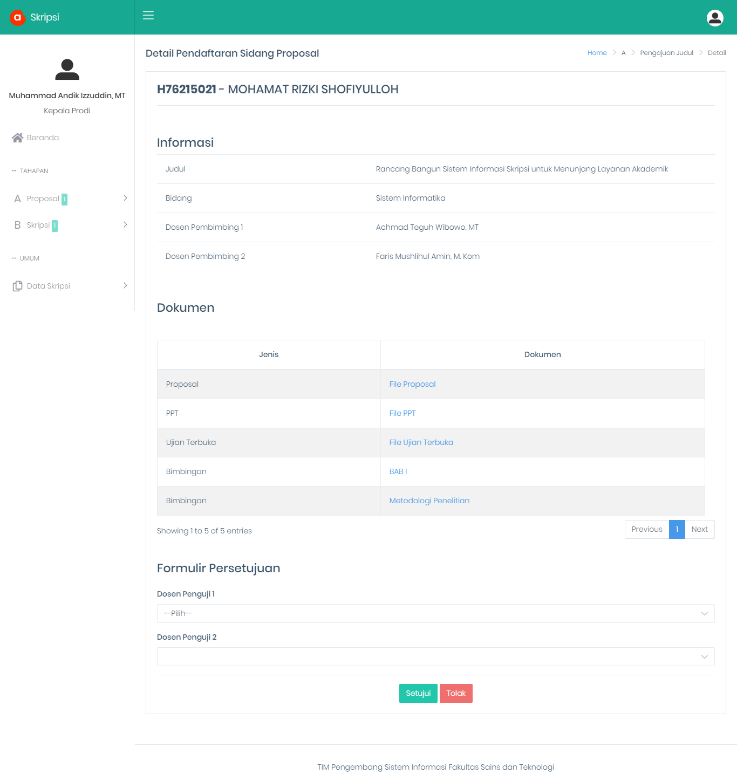 a Skripsi
Detail Pendaftaran Sidang Proposal
Home > A > Pengajuan Judul > Detail
Muhammad Andik Izzuddin, MT
Kepala Prodi
Beranda
-- TAHAPAN
A Proposal 1
B Skripsi 1
-- UMUM
Data Skripsi
H76215021 - MOHAMAT RIZKI SHOFIYULLOH
Informasi
Judul Rancang Bangun Sistem Informasi Skripsi untuk Menunjang Layanan Akademik
Bidang Sistem Informatika
Dosen Pembimbing 1 Achmad Teguh Wibowo, MT
Dosen Pembimbing 2 Faris Mushlihul Amin, M. Kom
Dokumen
Jenis Dokumen
Proposal File Proposal
PPT File PPT
Ujian Terbuka File Ujian Terbuka
Bimbingan BAB I
Bimbingan Metodologi Penelitian
Showing 1 to 5 of 5 entries
Previous 1 Next
Formulir Persetujuan
Dosen Penguji 1
--Pilih--
Dosen Penguji 2
Setujui Tolak
TIM Pengembang Sistem Informasi Fakultas Sains dan Teknologi